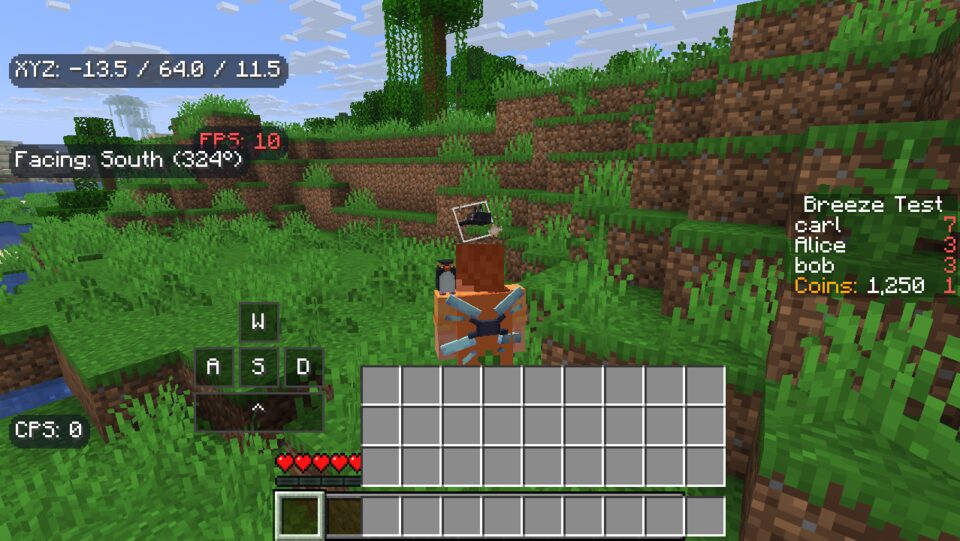 XYZ: -13.5 / 64.0 / 11.5
FPS: 10
Facing: South (324°)
Breeze Test
carl 7
Alice 3
bob 3
Coins: 1,250 1
W
A S D
^
CPS: 0